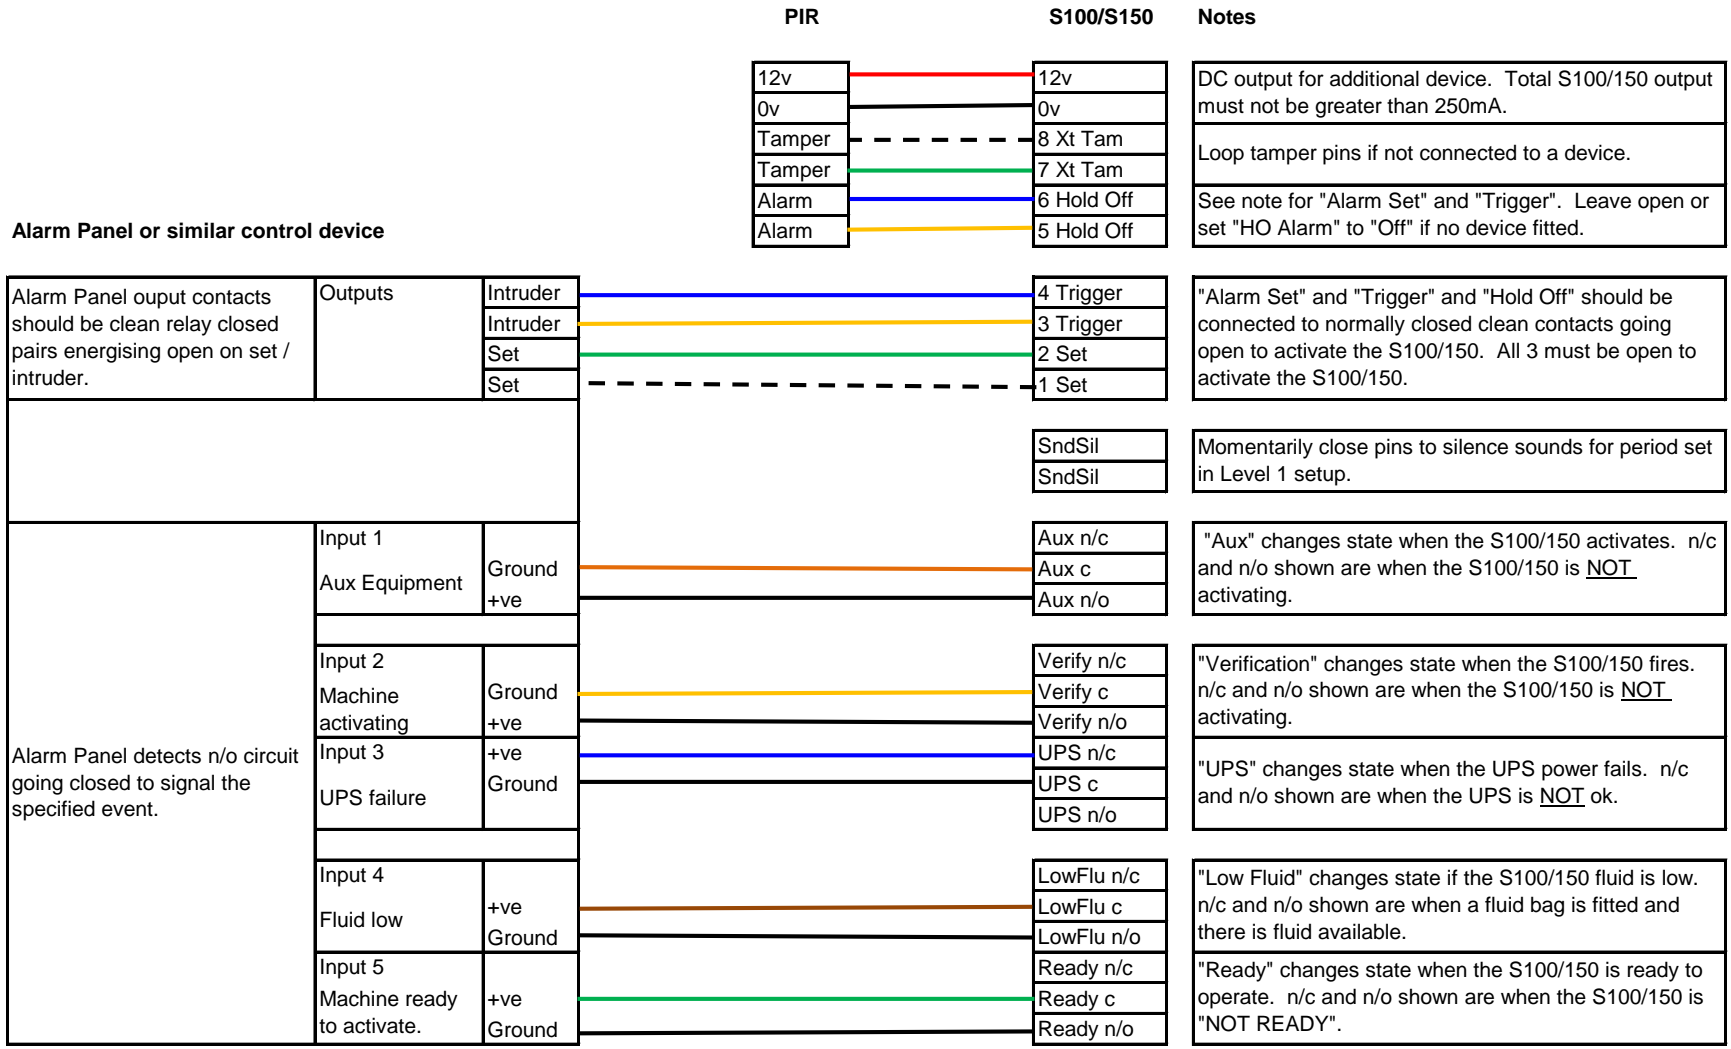 PIR S100/S150 Notes
12v 12v DC output for additional device. Total S100/150 output
0v 0v must not be greater than 250mA.
Tamper 8 Xt Tam
Loop tamper pins if not connected to a device.
Tamper 7 Xt Tam
Alarm 6 Hold Off See note for "Alarm Set" and "Trigger". Leave open or
Alarm Panel or similar control device Alarm 5 Hold Off set "HO Alarm" to "Off" if no device fitted.
Alarm Panel ouput contacts
should be clean relay closed
pairs energising open on set /
intruder.
Outputs
Intruder
Intruder
Set
Set
4 Trigger
3 Trigger
2 Set
1 Set
"Alarm Set" and "Trigger" and "Hold Off" should be
connected to normally closed clean contacts going
open to activate the S100/150. All 3 must be open to
activate the S100/150.
SndSil
SndSil
Momentarily close pins to silence sounds for period set
in Level 1 setup.
Alarm Panel detects n/o circuit
going closed to signal the
specified event.
Input 1
Aux Equipment
Ground
+ve
Aux n/c
Aux c
Aux n/o
"Aux" changes state when the S100/150 activates. n/c
and n/o shown are when the S100/150 is NOT
activating.
Input 2
Machine
activating
Ground
+ve
Verify n/c
Verify c
Verify n/o
"Verification" changes state when the S100/150 fires.
n/c and n/o shown are when the S100/150 is NOT
activating.
Input 3
UPS failure
+ve
Ground
UPS n/c
UPS c
UPS n/o
"UPS" changes state when the UPS power fails. n/c
and n/o shown are when the UPS is NOT ok.
Input 4
Fluid low
+ve
Ground
LowFlu n/c
LowFlu c
LowFlu n/o
"Low Fluid" changes state if the S100/150 fluid is low.
n/c and n/o shown are when a fluid bag is fitted and
there is fluid available.
Input 5
Machine ready
to activate.
+ve
Ground
Ready n/c
Ready c
Ready n/o
"Ready" changes state when the S100/150 is ready to
operate. n/c and n/o shown are when the S100/150 is
"NOT READY".